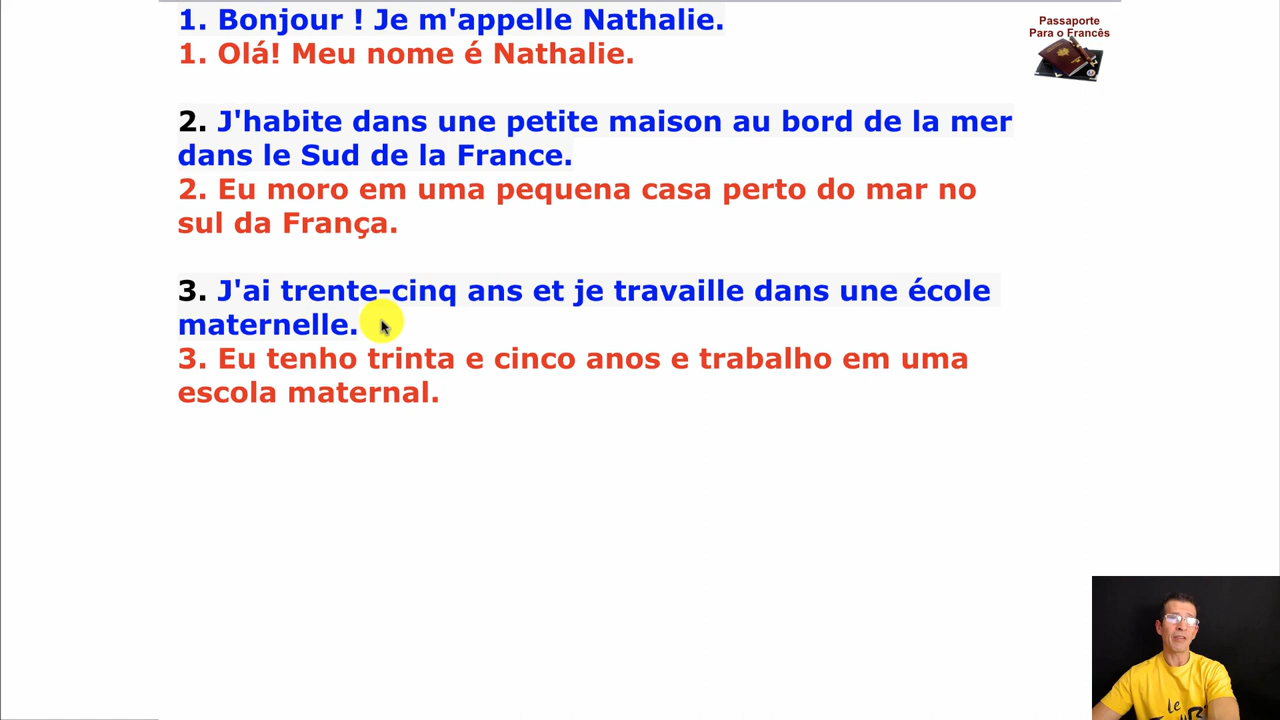 1. Bonjour ! Je m'appelle Nathalie.
1. Olá! Meu nome é Nathalie.
Passaporte
Para o Francês
2. J'habite dans une petite maison au bord de la mer
dans le Sud de la France.
2. Eu moro em uma pequena casa perto do mar no
sul da França.
3. J'ai trente-cinq ans et je travaille dans une école
maternelle.
3. Eu tenho trinta e cinco anos e trabalho em uma
escola maternal.
le